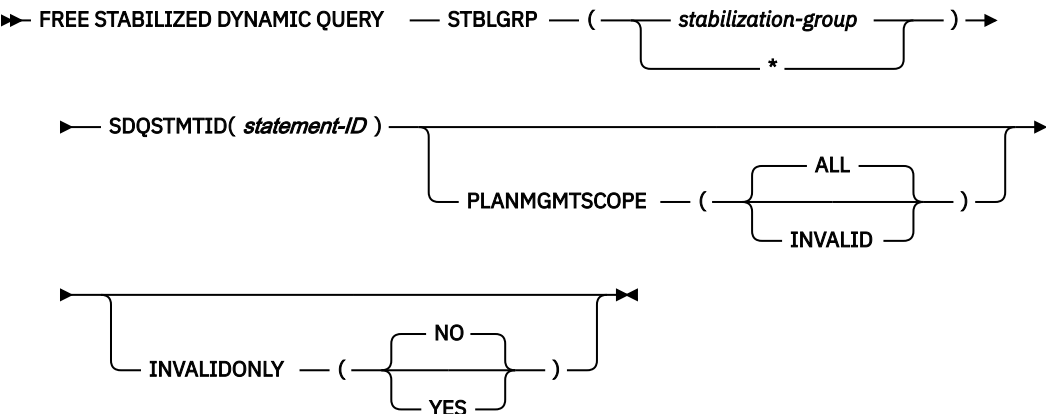 FREE STABILIZED DYNAMIC QUERY STBLGRP ( stabilization-group )
*
SDQSTMTID( statement-ID )
ALL
PLANMGMTSCOPE ( )
INVALID
NO
INVALIDONLY ( )
YES